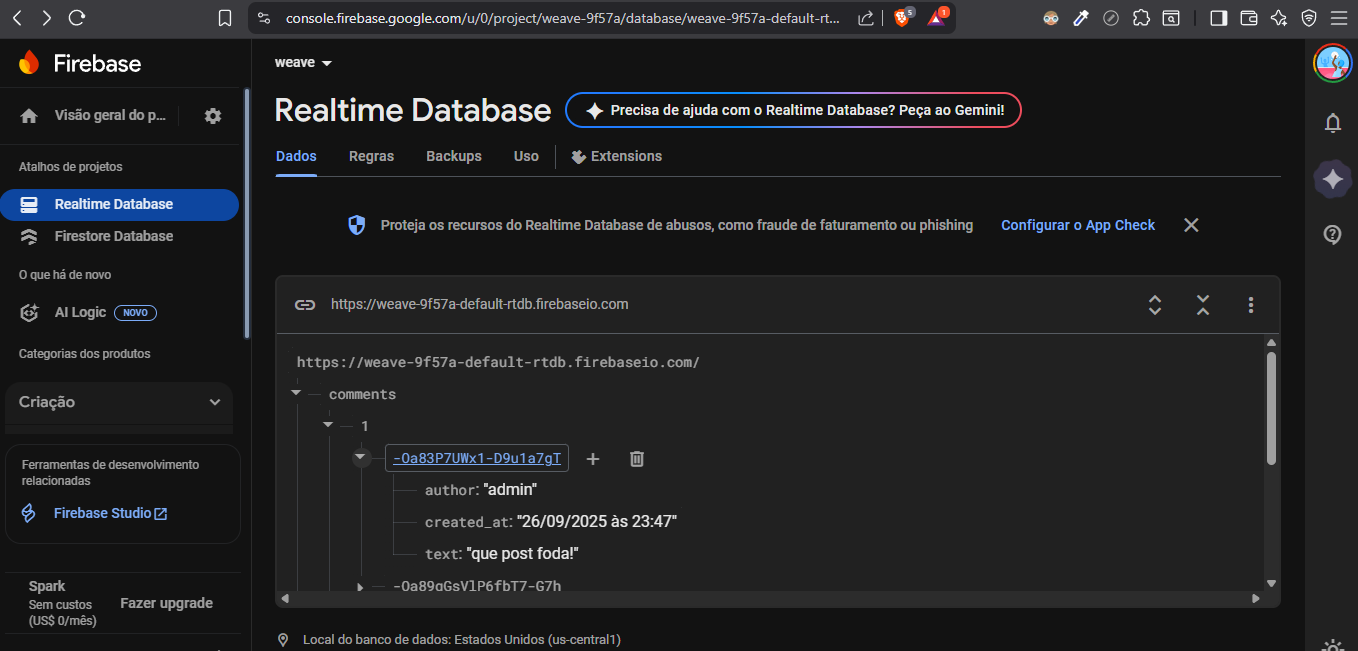 console.firebase.google.com/u/0/project/weave-9f57a/database/weave-9f57a-default-rt...
5
1
Firebase
Visão geral do p...
Atalhos de projetos
Realtime Database
Firestore Database
O que há de novo
AI Logic NOVO
Categorias dos produtos
Criação
Ferramentas de desenvolvimento
relacionadas
Firebase Studio
Spark
Sem custos
(US$ 0/mês)
Fazer upgrade
weave
Realtime Database
Precisa de ajuda com o Realtime Database? Peça ao Gemini!
Dados Regras Backups Uso Extensions
Proteja os recursos do Realtime Database de abusos, como fraude de faturamento ou phishing Configurar o App Check
https://weave-9f57a-default-rtdb.firebaseio.com
https://weave-9f57a-default-rtdb.firebaseio.com/
comments
1
-Oa83P7UWx1-D9u1a7gT
author: "admin"
created_at: "26/09/2025 às 23:47"
text: "que post foda!"
-Oa89gGsVlP6fbT7-G7h
Local do banco de dados: Estados Unidos (us-central1)